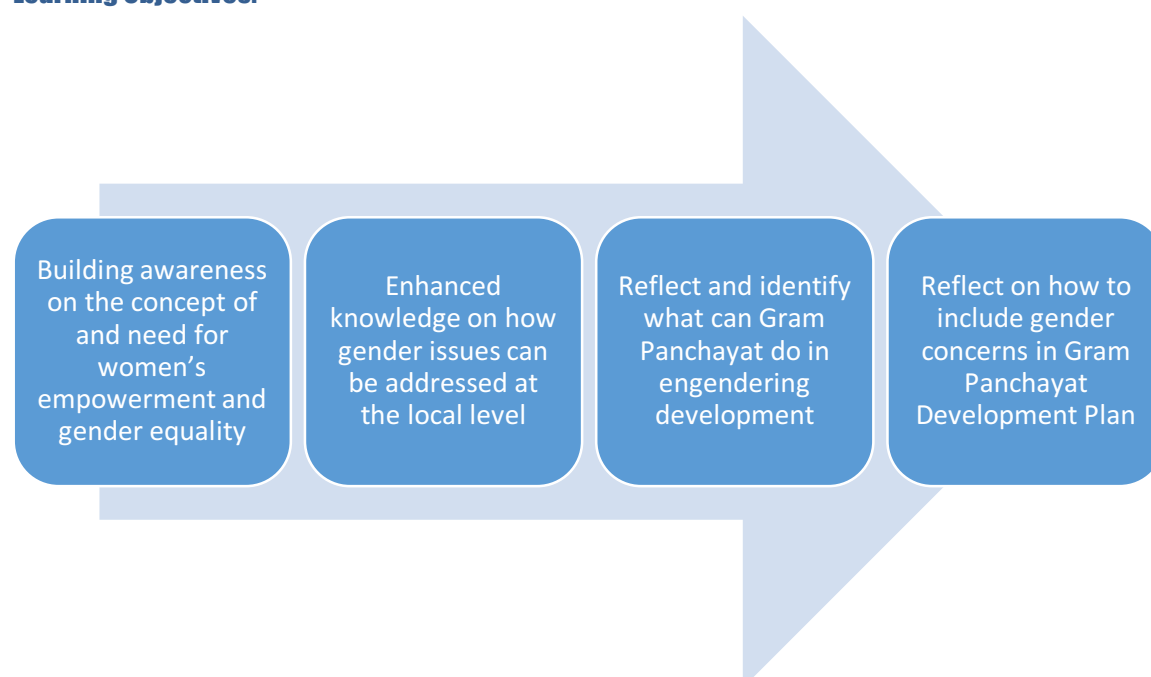 Learning objectives:
Building awareness
on the concept of
and need for
women's
empowerment and
gender equality
Enhanced
knowledge on how
gender issues can
be addressed at
the local level
Reflect and identify
what can Gram
Panchayat do in
engendering
development
Reflect on how to
include gender
concerns in Gram
Panchayat
Development Plan